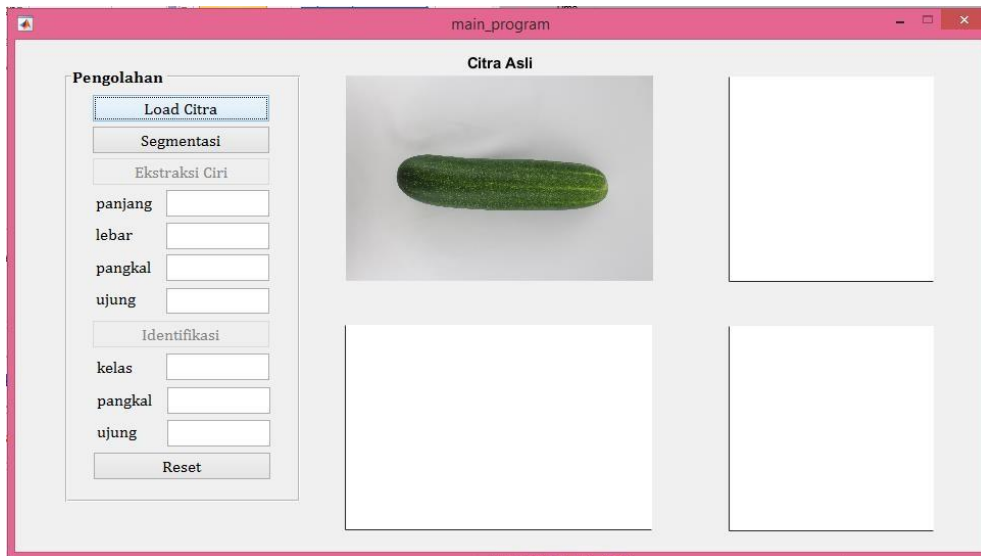 main_program
Citra Asli
Pengolahan
Load Citra
Segmentasi
Ekstraksi Ciri
panjang
lebar
pangkal
ujung
Identifikasi
kelas
pangkal
ujung
Reset